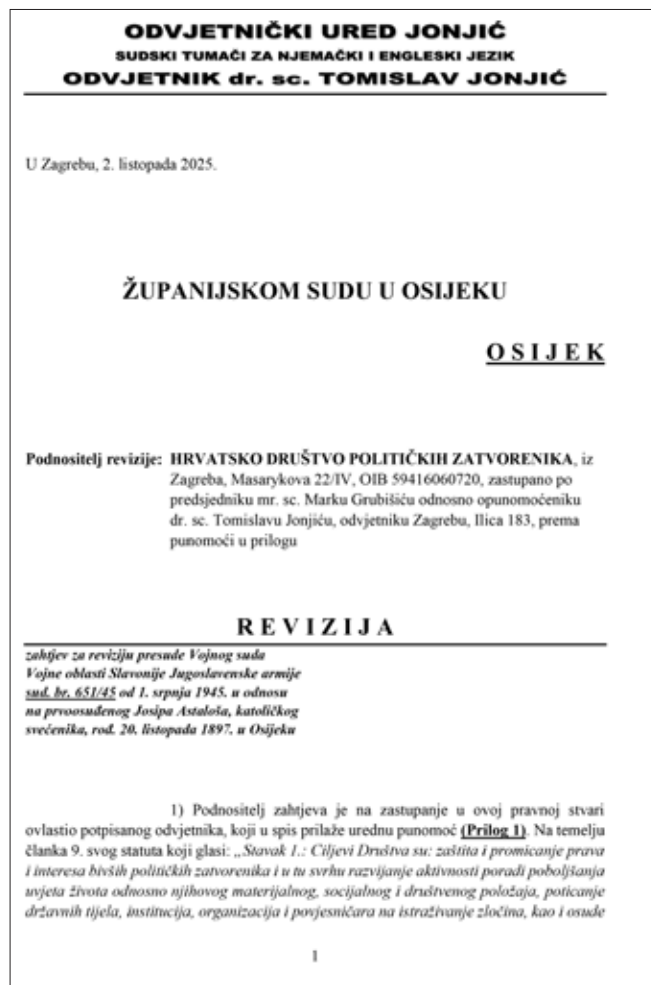 ODVJETNIČKI URED JONJIĆ
SUDSKI TUMAČI ZA NJEMAČKI I ENGLESKI JEZIK
ODVJETNIK dr. sc. TOMISLAV JONJIĆ
U Zagrebu, 2. listopada 2025.
ŽUPANIJSKOM SUDU U OSIJEKU
O S I J E K
Podnositelj revizije: HRVATSKO DRUŠTVO POLITIČKIH ZATVORENIKA, iz
Zagreba, Masarykova 22/IV, OIB 59416060720, zastupano po
predsjedniku mr. sc. Marku Grubišiću odnosno opunomoćeniku
dr. sc. Tomislavu Jonjiću, odvjetniku Zagrebu, Ilica 183, prema
punomoći u prilogu
R E V I Z I J A
zahtjev za reviziju presude Vojnog suda
Vojne oblasti Slavonije Jugoslavenske armije
sud. br. 651/45 od 1. srpnja 1945. u odnosu
na prvoosuđenog Josipa Astaloša, katoličkog
svećenika, rođ. 20. listopada 1897. u Osijeku
1) Podnositelj zahtjeva je na zastupanje u ovoj pravnoj stvari
ovlastio potpisanog odvjetnika, koji u spis prilaže urednu punomoć (Prilog 1). Na temelju
članka 9. svog statuta koji glasi: „Stavak 1.: Ciljevi Društva su: zaštita i promicanje prava
i interesa bivših političkih zatvorenika i u tu svrhu razvijanje aktivnosti poradi poboljšanja
uvjeta života odnosno njihovog materijalnog, socijalnog i društvenog položaja, poticanje
državnih tijela, institucija, organizacija i povjesničara na istraživanje zločina, kao i osude
1